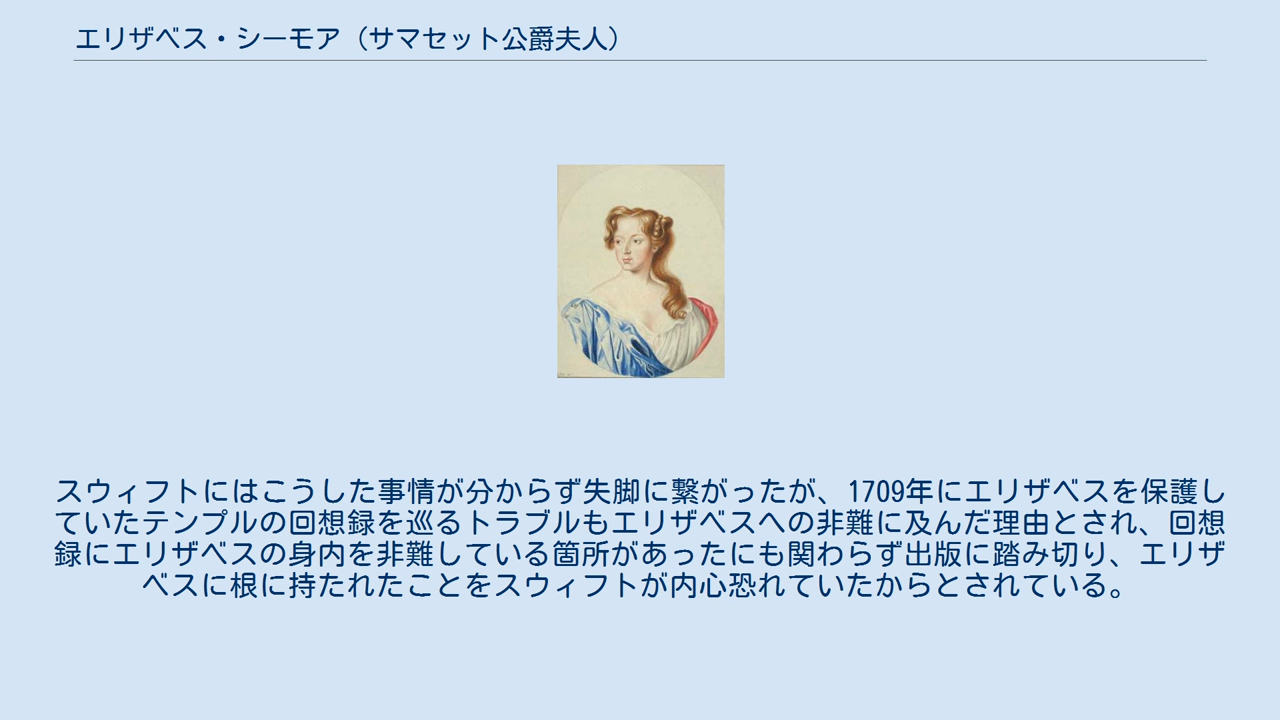 エリザベス・シーモア（サマセット公爵夫人）
スウィフトにはこうした事情が分からず失脚に繋がったが、1709年にエリザベスを保護し
ていたテンプルの回想録を巡るトラブルもエリザベスへの非難に及んだ理由とされ、回想
録にエリザベスの身内を非難している箇所があったにも関わらず出版に踏み切り、エリザ
ベスに根に持たれたことをスウィフトが内心恐れていたからとされている。